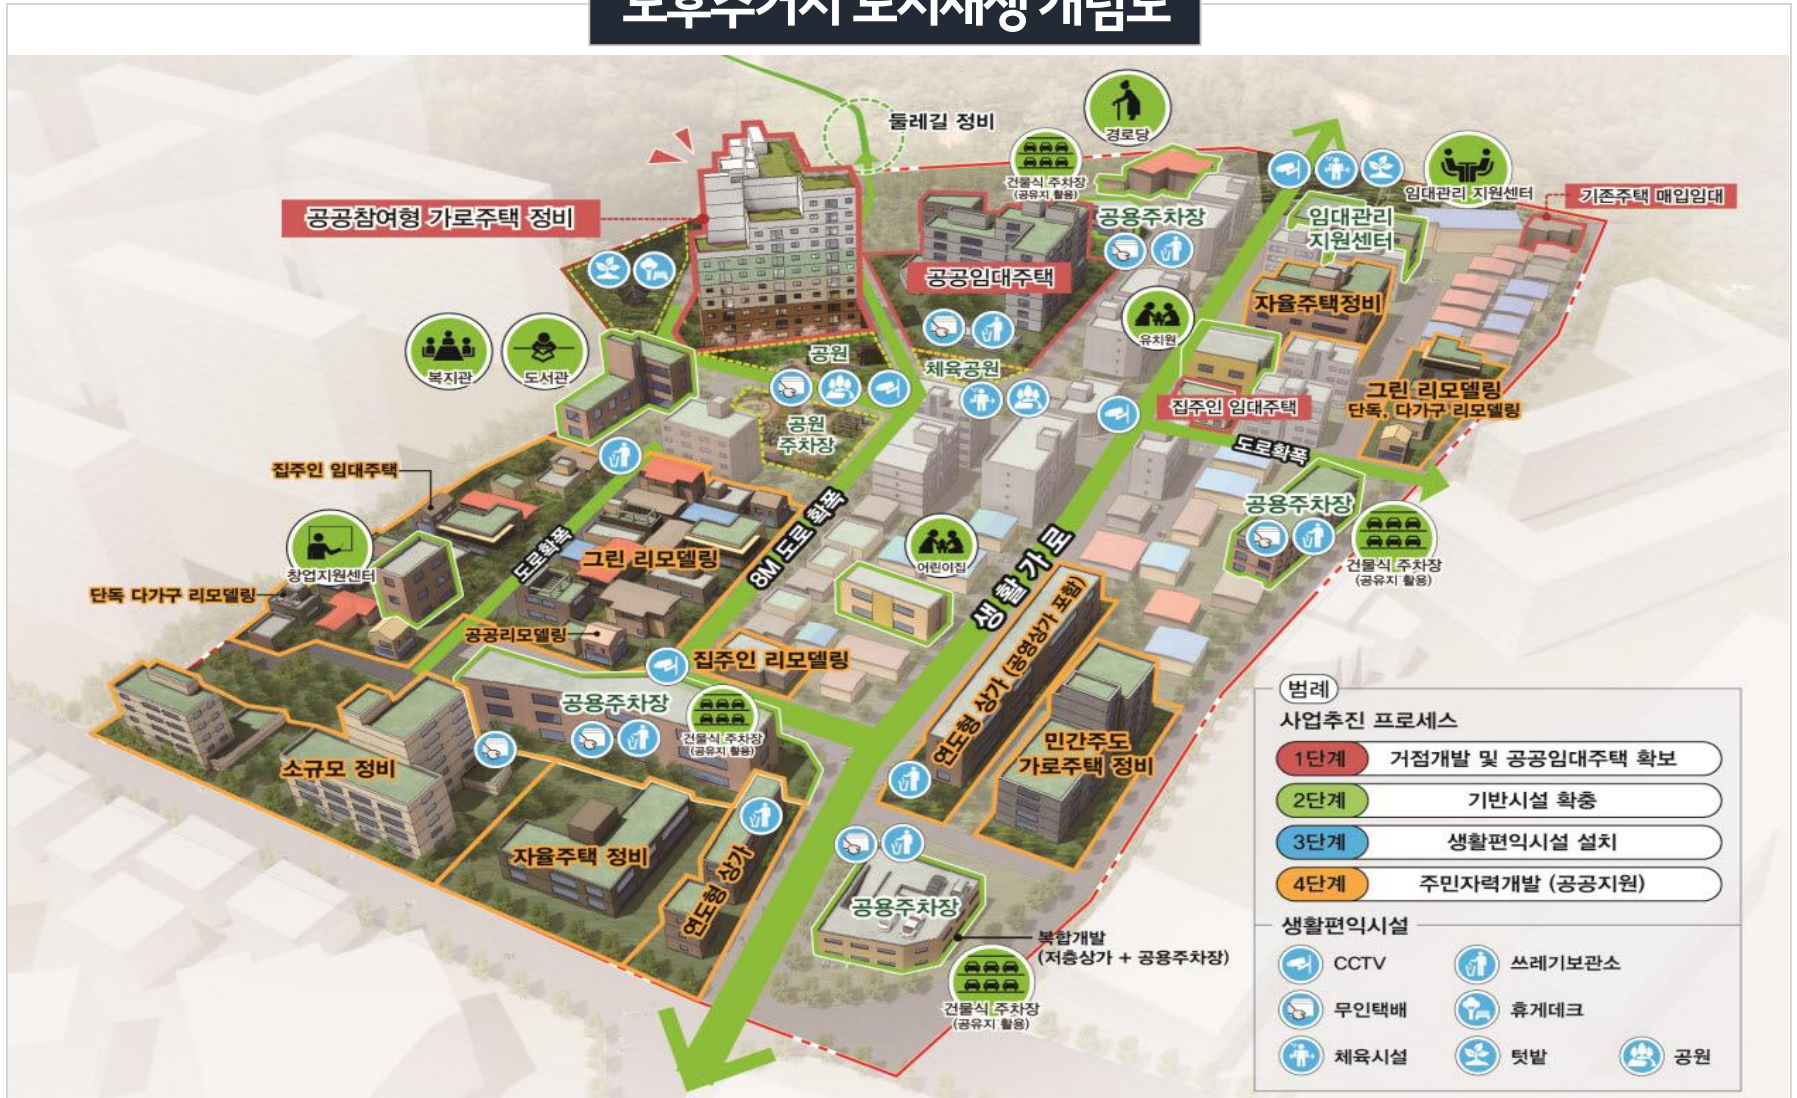 노후주거지 도시재생 개념도
둘레길 정비
경로당
건물식 주차장
(공유지 활용)
임대관리 지원센터
기존주택 매입임대
공공참여형 가로주택 정비
공용주차장
임대관리
지원센터
공공임대주택
자율주택정비
유치원
복지관
도서관
공원
체육공원
그린 리모델링
단독, 다가구 리모델링
집주인 임대주택
공원
주차장
도로확폭
집주인 임대주택
공용주차장
건물식 주차장
(공유지 활용)
창업지원센터
도로확폭
그린 리모델링
8M 도로 확폭
어린이집
생활가로
단독 다가구 리모델링
공공리모델링
집주인 리모델링
연도형 상가 (공영상가 포함)
공용주차장
건물식 주차장
(공유지 활용)
소규모 정비
민간주도
가로주택 정비
자율주택 정비
연도형 상가
공용주차장
복합개발
(저층상가 + 공용주차장)
건물식 주차장
(공유지 활용)
범례
사업추진 프로세스
1단계 거점개발 및 공공임대주택 확보
2단계 기반시설 확충
3단계 생활편익시설 설치
4단계 주민자력개발 (공공지원)
생활편익시설
CCTV 쓰레기보관소
무인택배 휴게데크
체육시설 텃밭 공원